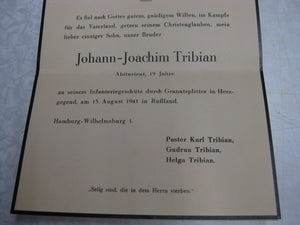 Es fiel nach Gottes gutem, gnädigem Willen, im Kampfe
für das Vaterland, getreu seinem Christenglauben, mein
lieber einziger Sohn, unser Bruder
Johann-Joachim Tribian
Abiturient, 19 Jahre
an seinem Infanteriegeschütz durch Granatsplitter in Herz-
gegend, am 15. August 1941 in Rußland.
Hamburg-Wilhelmsburg 1.
Pastor Karl Tribian,
Gudrun Tribian,
Helga Tribian.
„Selig sind, die in dem Herrn sterben.“